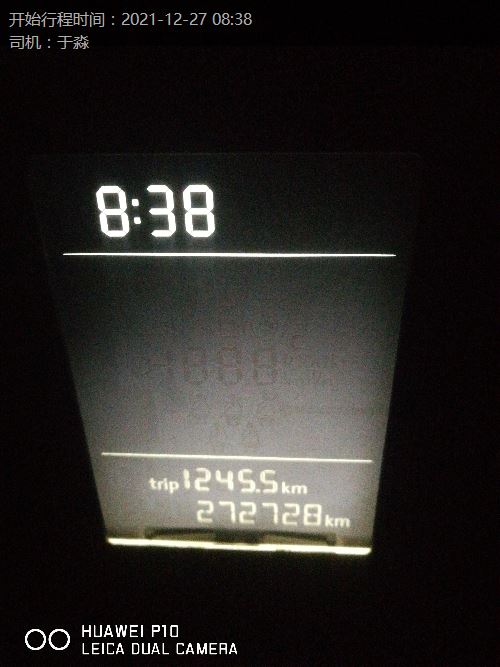 开始行程时间：2021-12-27 08:38
司机：于淼
8:38
trip 1245.5 km
272728 km
HUAWEI P10
LEICA DUAL CAMERA